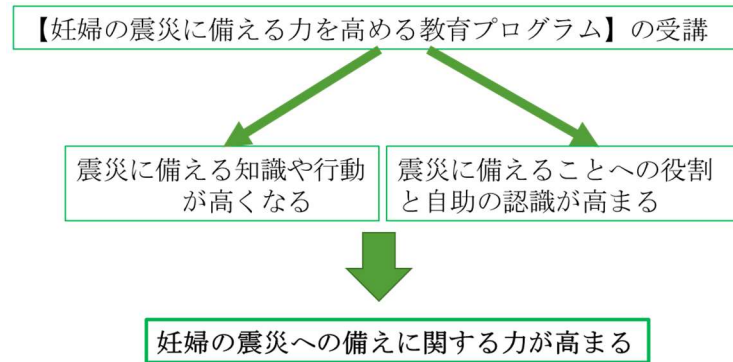 【妊婦の震災に備える力を高める教育プログラム】の受講
震災に備える知識や行動
が高くなる
震災に備えることへの役割
と自助の認識が高まる
妊婦の震災への備えに関する力が高まる